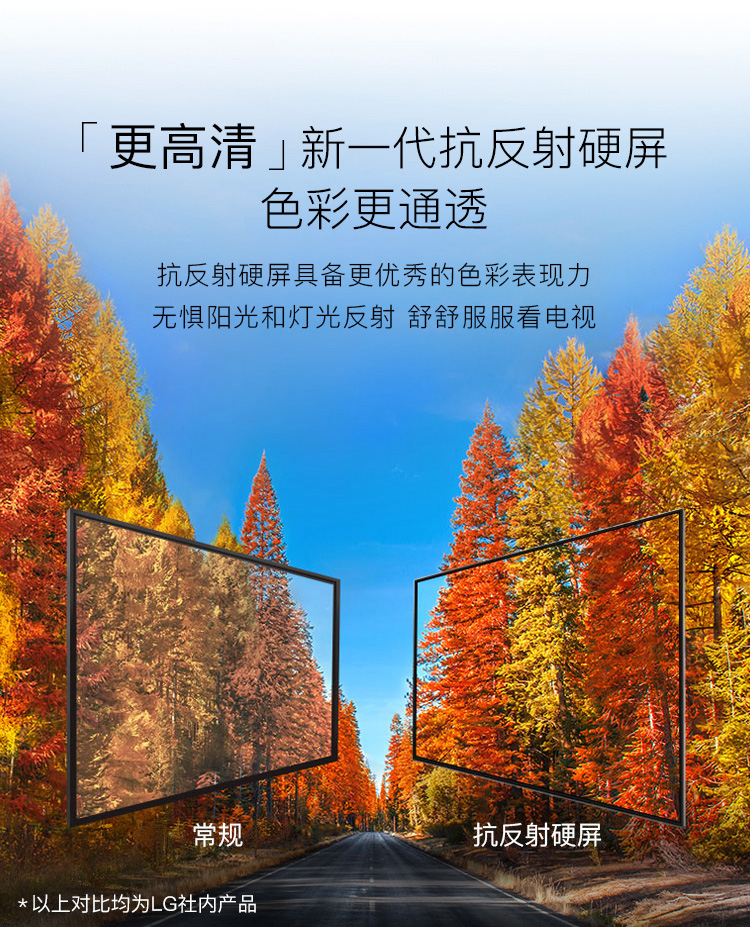 「更高清」新一代抗反射硬屏
色彩更通透
抗反射硬屏具备更优秀的色彩表现力
无惧阳光和灯光反射 舒舒服服看电视
常规
抗反射硬屏
*以上对比均为LG社内产品